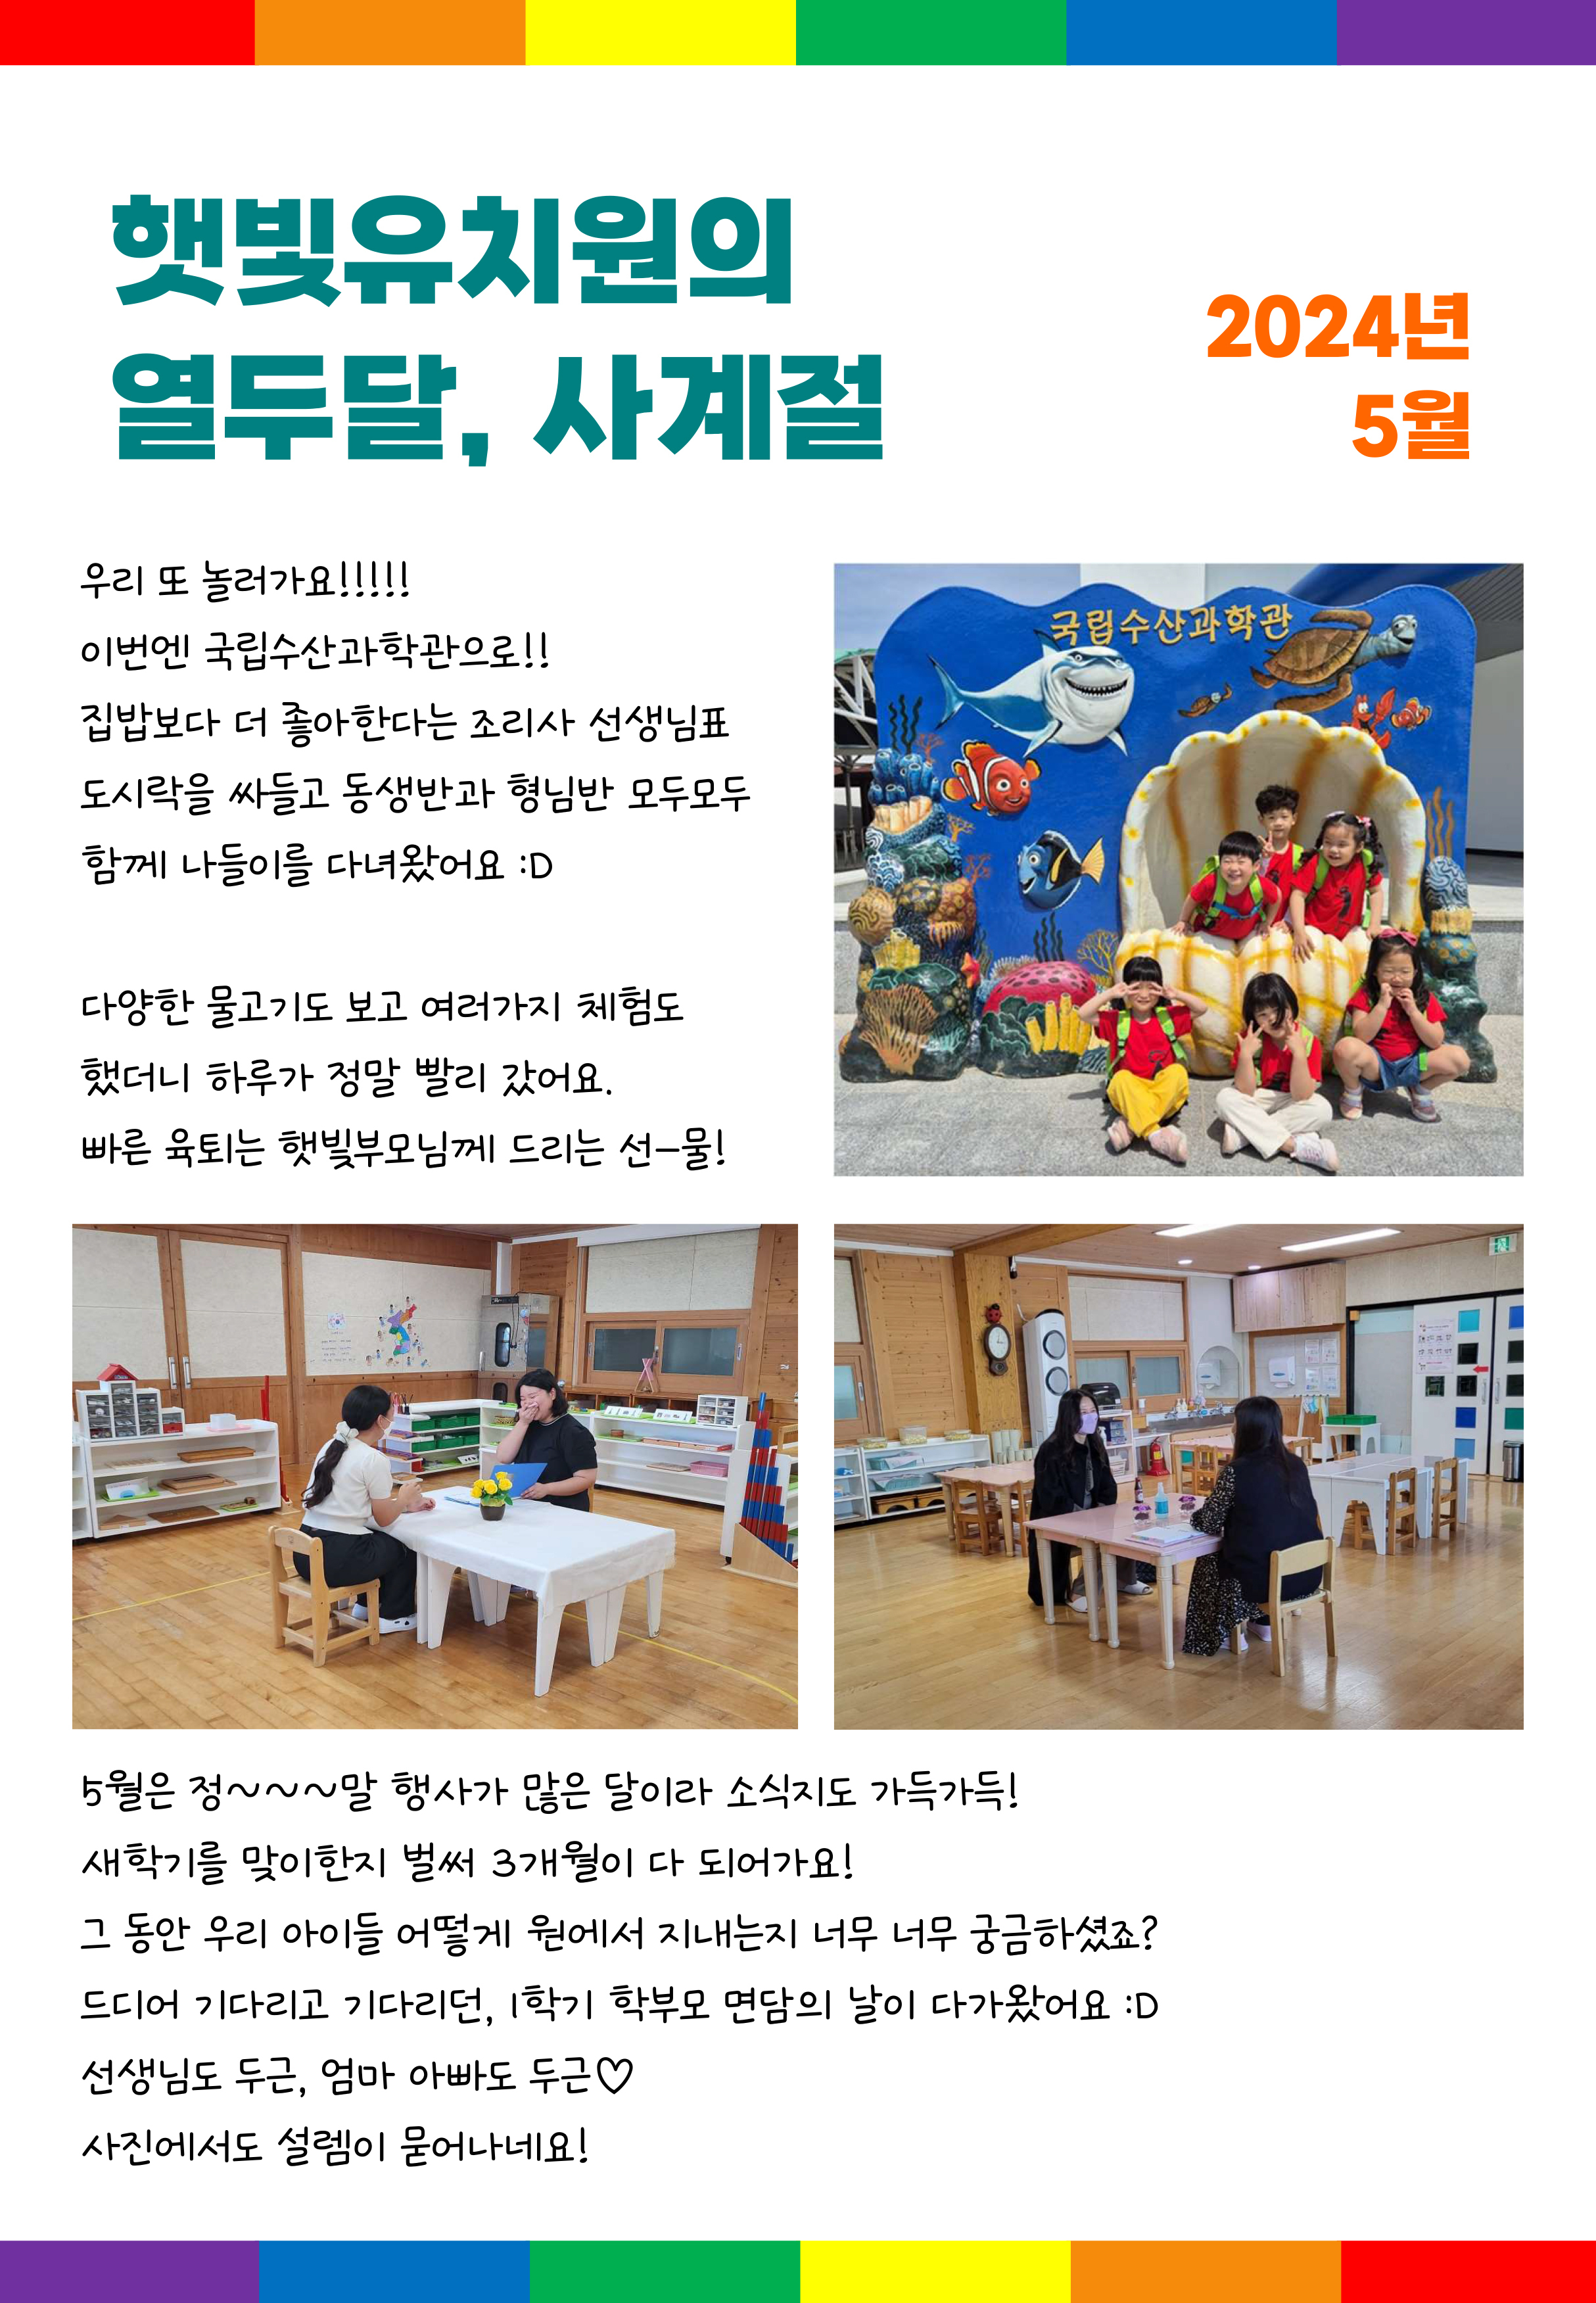 햇빛유치원의
열두달, 사계절
2024년
5월
우리 또 놀러가요!!!!!
이번엔 국립수산과학관으로!!
집밥보다 더 좋아한다는 조리사 선생님표
도시락을 싸들고 동생반과 형님반 모두모두
함께 나들이를 다녀왔어요 :D
다양한 물고기도 보고 여러가지 체험도
했더니 하루가 정말 빨리 갔어요.
빠른 육퇴는 햇빛부모님께 드리는 선-물!
국립수산과학관
5월은 정~~~말 행사가 많은 달이라 소식지도 가득가득!
새학기를 맞이한지 벌써 3개월이 다 되어가요!
그 동안 우리 아이들 어떻게 원에서 지내는지 너무 너무 궁금하셨죠?
드디어 기다리고 기다리던, 1학기 학부모 면담의 날이 다가왔어요 :D
선생님도 두근, 엄마 아빠도 두근♡
사진에서도 설렘이 묻어나네요!